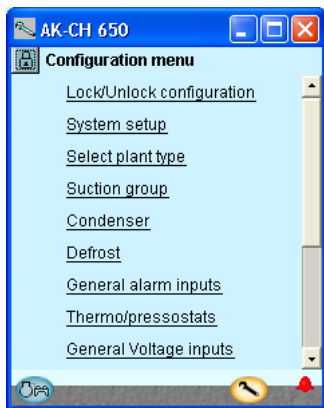 AK-CH 650
Configuration menu
Lock/Unlock configuration
System setup
Select plant type
Suction group
Condenser
Defrost
General alarm inputs
Thermo/pressostats
General Voltage inputs